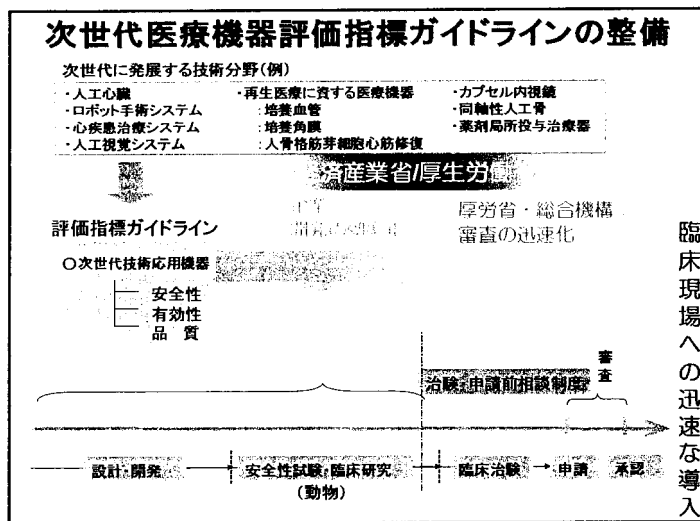 次世代医療機器評価指標ガイドラインの整備
次世代に発展する技術分野(例)
・人工心臓
・ロボット手術システム
・心疾患治療システム
・人工視覚システム
・再生医療に資する医療機器
:培養血管
:培養角膜
:人骨格筋芽細胞心筋修復
・カプセル内視鏡
・同軸性人工骨
・薬剤局所投与治療器
済産業省/厚生労働
評価指標ガイドライン
厚労省・総合機構
審査の迅速化
○次世代技術応用機器
安全性
有効性
品 質
臨床現場への迅速な導入
治験・申請前相談制度
審査
設計・開発
安全性試験・臨床研究
(動物)
臨床治験
申請
承認